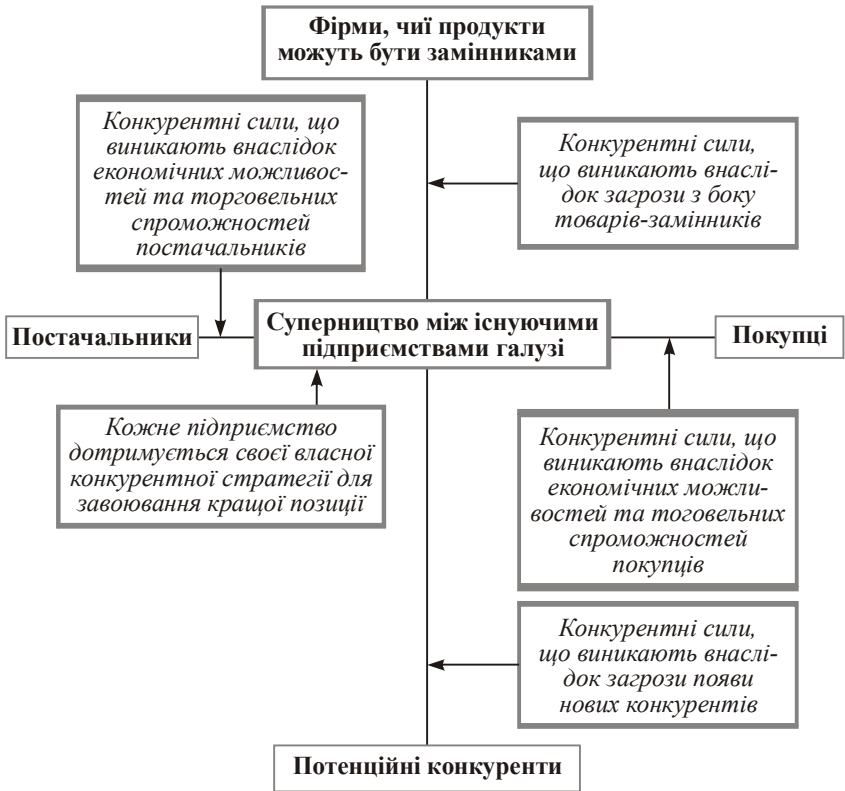 Фірми, чиї продукти
можуть бути замінниками
Конкурентні сили, що
виникають внаслідок
економічних можливос-
тей та торговельних
спроможностей
постачальників
Конкурентні сили,
що виникають внаслі-
док загрози з боку
товарів-замінників
Постачальники
Суперництво між існуючими
підприємствами галузі
Покупці
Кожне підприємство
дотримується своєї власної
конкурентної стратегії для
завоювання кращої позиції
Конкурентні сили, що
виникають внаслідок
економічних можли-
востей та тоговельних
спроможностей
покупців
Конкурентні сили,
що виникають внаслі-
док загрози появи
нових конкурентів
Потенційні конкуренти